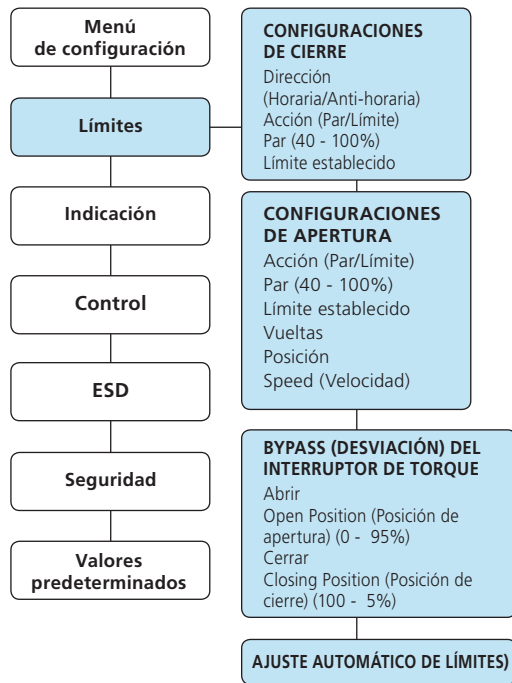 Menú
de configuración
Límites
Indicación
Control
ESD
Seguridad
Valores
predeterminados
CONFIGURACIONES
DE CIERRE
Dirección
(Horaria/Anti-horaria)
Acción (Par/Límite)
Par (40 - 100%)
Límite establecido
CONFIGURACIONES
DE APERTURA
Acción (Par/Límite)
Par (40 - 100%)
Límite establecido
Vueltas
Posición
Speed (Velocidad)
BYPASS (DESVIACIÓN) DEL
INTERRUPTOR DE TORQUE
Abrir
Open Position (Posición de
apertura) (0 - 95%)
Cerrar
Closing Position (Posición de
cierre) (100 - 5%)
AJUSTE AUTOMÁTICO DE LÍMITES)